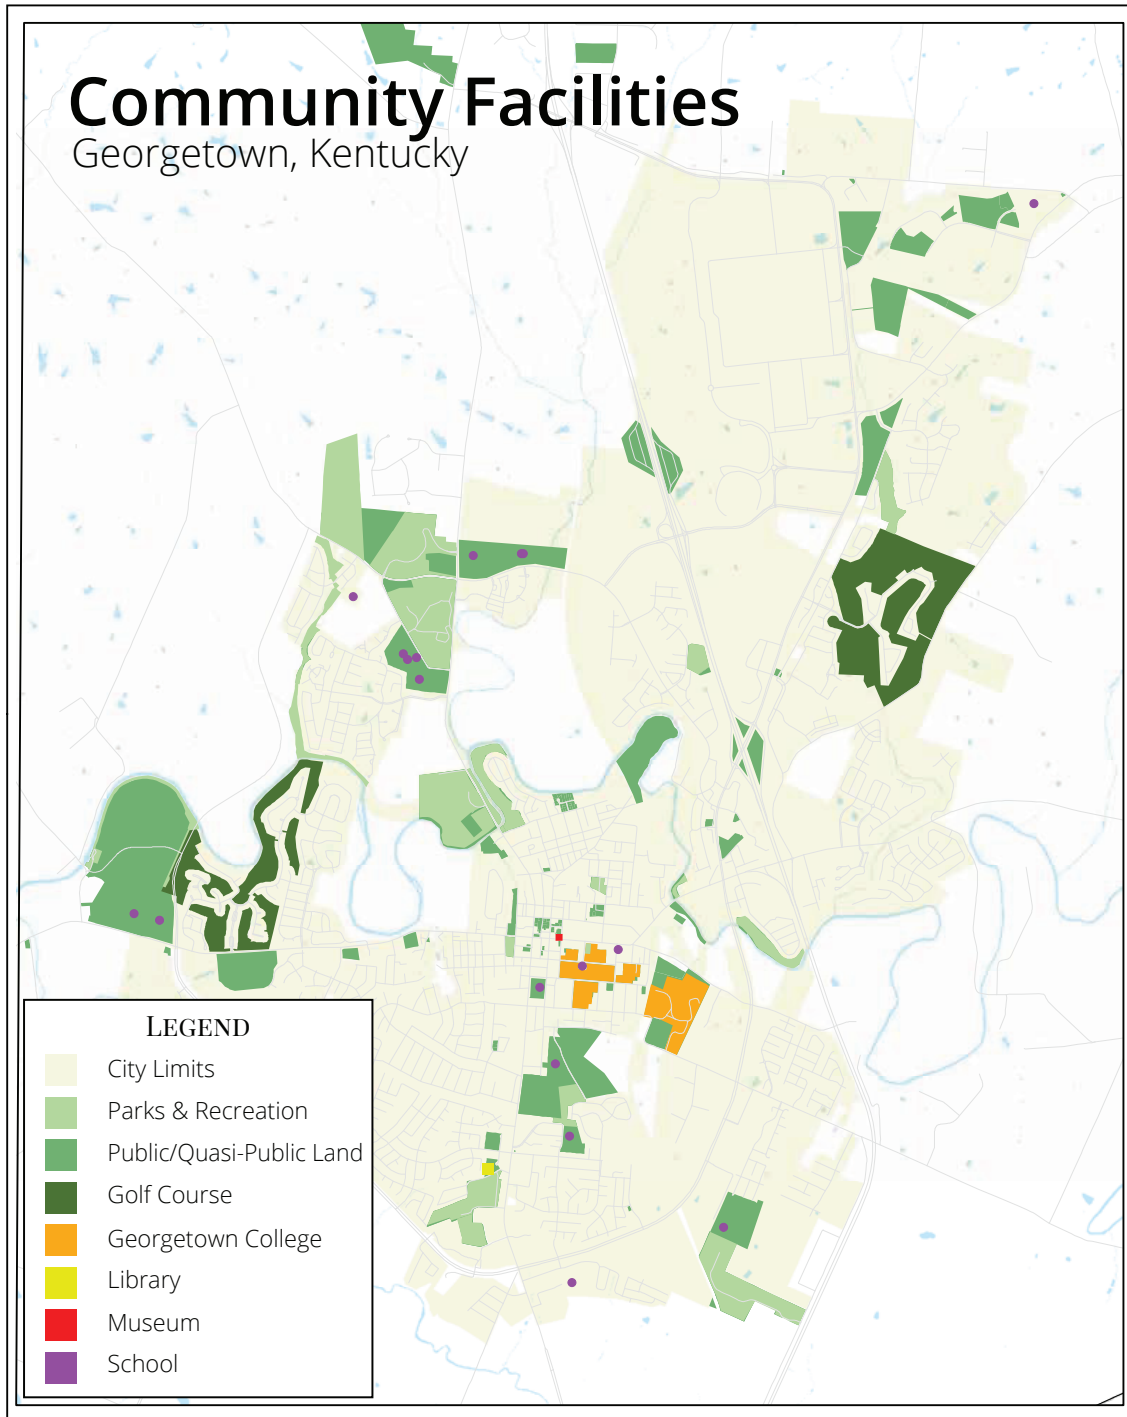 Community Facilities
Georgetown, Kentucky
LEGEND
City Limits
Parks & Recreation
Public/Quasi-Public Land
Golf Course
Georgetown College
Library
Museum
School